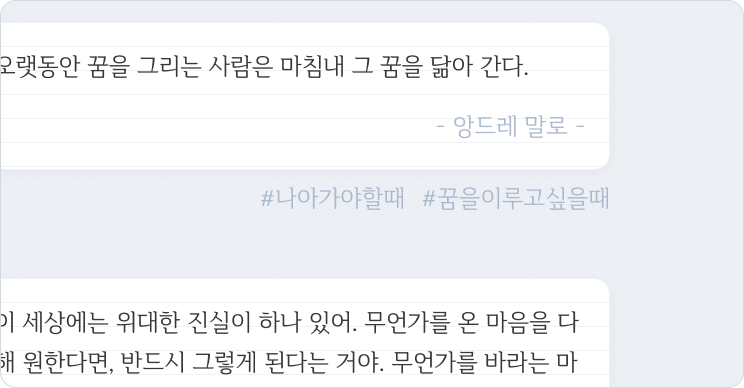 오랫동안 꿈을 그리는 사람은 마침내 그 꿈을 닮아 간다.
- 앙드레 말로 -
#나아가야할때 #꿈을이루고싶을때
이 세상에는 위대한 진실이 하나 있어. 무언가를 온 마음을 다
해 원한다면, 반드시 그렇게 된다는 거야. 무언가를 바라는 마